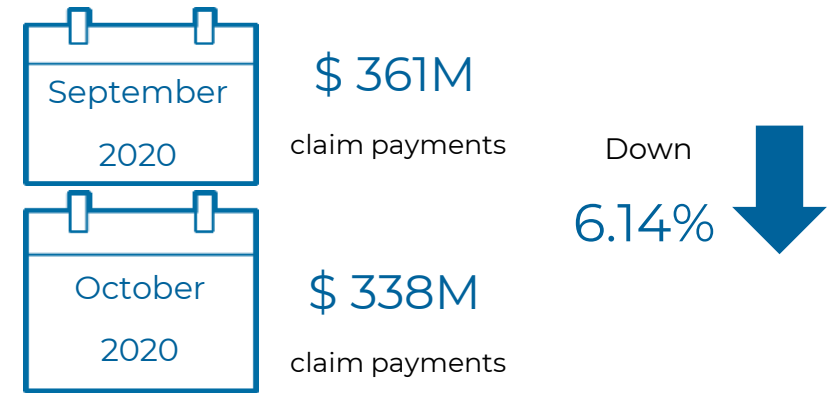 September
2020
$ 361M
claim payments
Down
6.14%
October
2020
$ 338M
claim payments